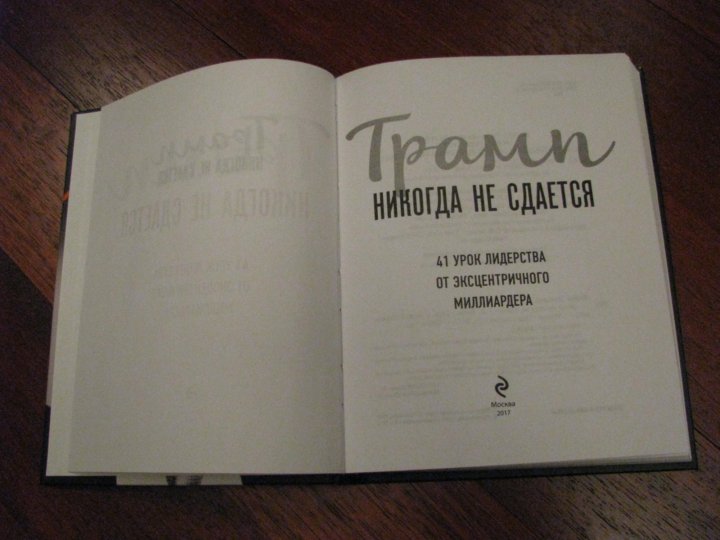 Трамп
НИКОГДА НЕ СДАЕТСЯ
41 УРОК ЛИДЕРСТВА
ОТ ЭКСЦЕНТРИЧНОГО
МИЛЛИАРДЕРА
Москва
2017